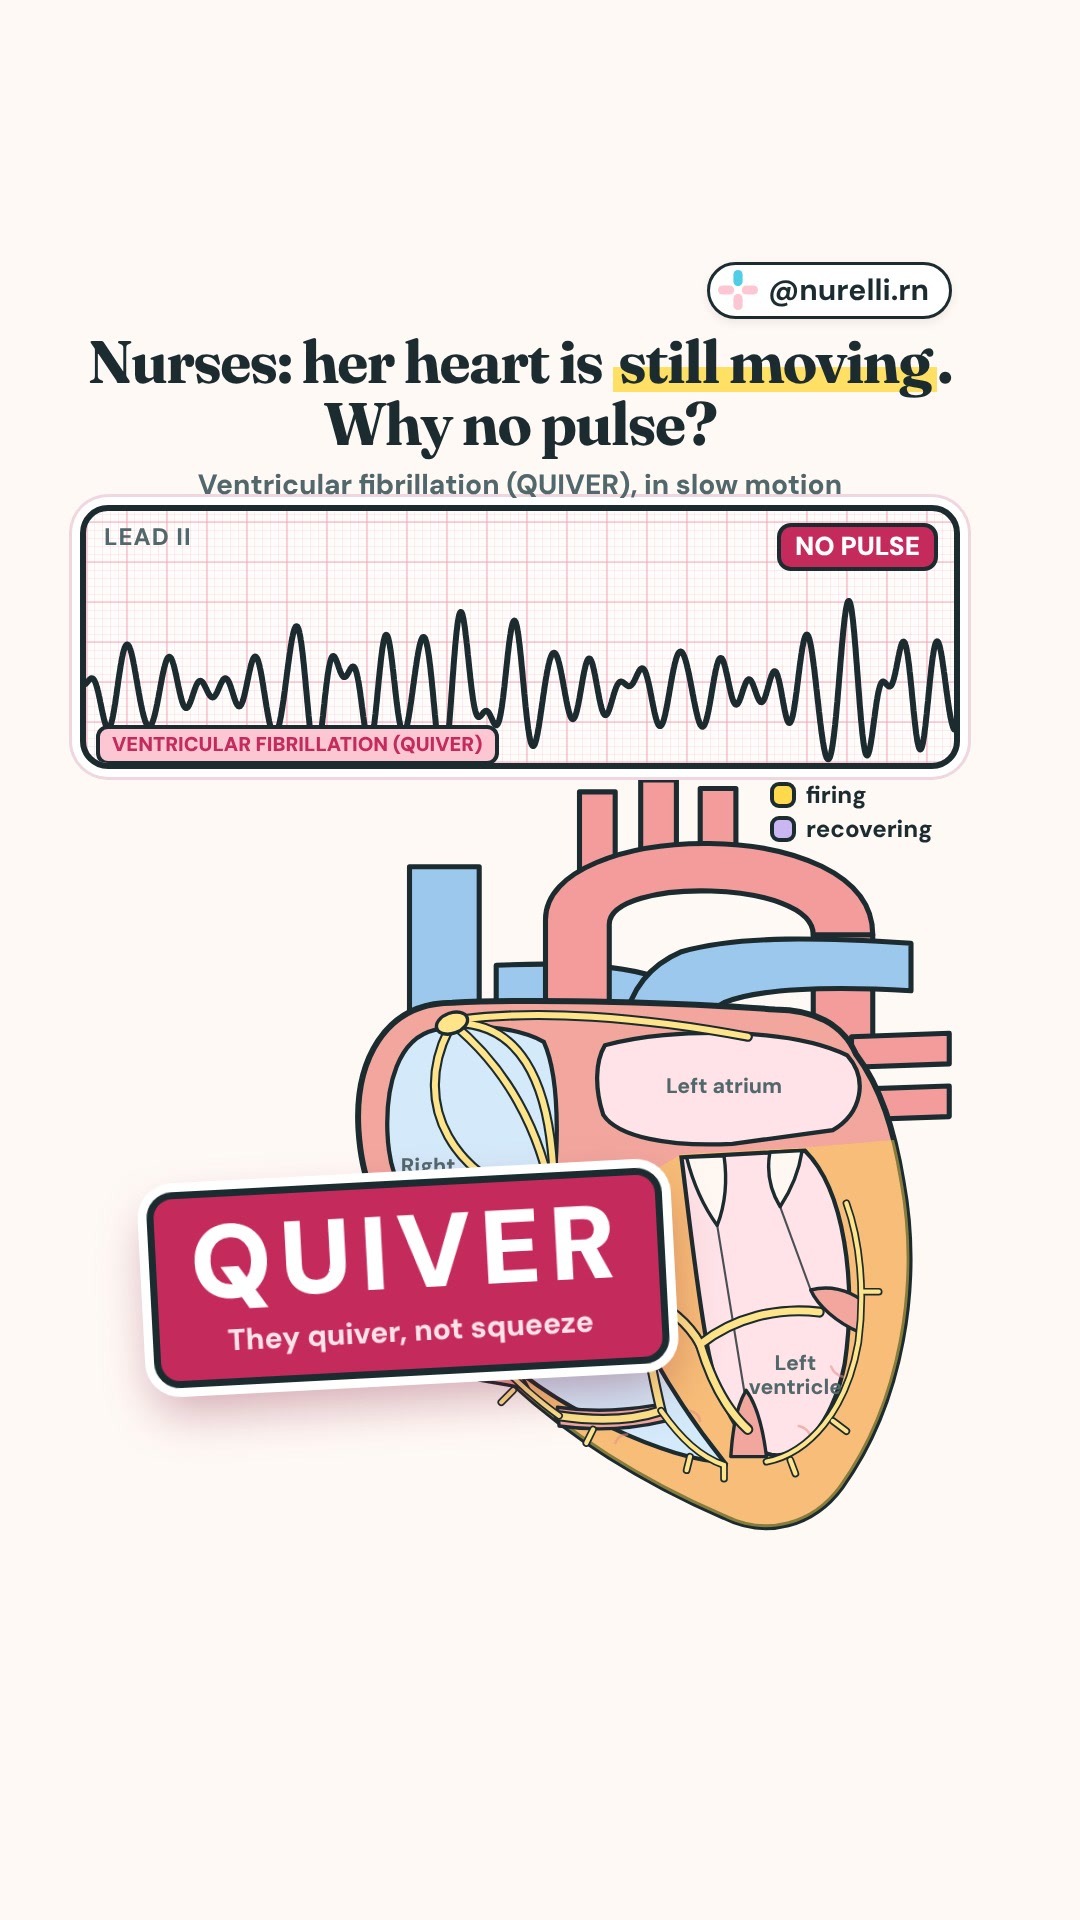 @nurelli.rn
Nurses: her heart is still moving.
Why no pulse?
Ventricular fibrillation (QUIVER), in slow motion
LEAD II
NO PULSE
VENTRICULAR FIBRILLATION (QUIVER)
firing
recovering
Left atrium
Right
QUIVER
They quiver, not squeeze
Left
ventricle